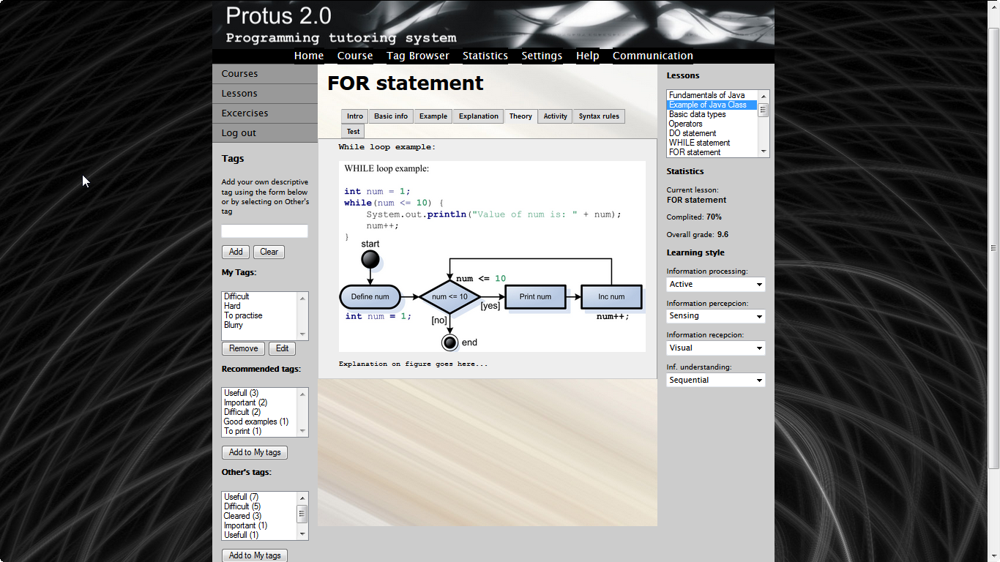 Protus 2.0
Programming tutoring system
Home Course Tag Browser Statistics Settings Help Communication
Courses
Lessons
Excercises
Log out
Tags
Add your own descriptive
tag using the form below
or by selecting on Other's
tag
Add Clear
My Tags:
Difficult
Hard
To practise
Blurry
Remove Edit
Recommended tags:
Usefull (3)
Important (2)
Difficult (2)
Good examples (1)
To print (1)
Add to My tags
Other's tags:
Usefull (7)
Difficult (5)
Cleared (3)
Important (1)
Usefull (1)
Add to My tags
FOR statement
Intro Basic info Example Explanation Theory Activity Syntax rules
Test
While loop example:
WHILE loop example:
int num = 1;
while(num <= 10) {
System.out.println("Value of num is: " + num);
num++;
}
start
num <= 10
Define num num <= 10 Print num Inc num
[yes]
int num = 1; [no] num++;
end
Explanation on figure goes here...
Lessons
Fundamentals of Java
Example of Java Class
Basic data types
Operators
DO statement
WHILE statement
FOR statement
Statistics
Current lesson:
FOR statement
Complited: 70%
Overall grade: 9.6
Learning style
Information processing:
Active
Information percepcion:
Sensing
Information recepcion:
Visual
Inf. understanding:
Sequential